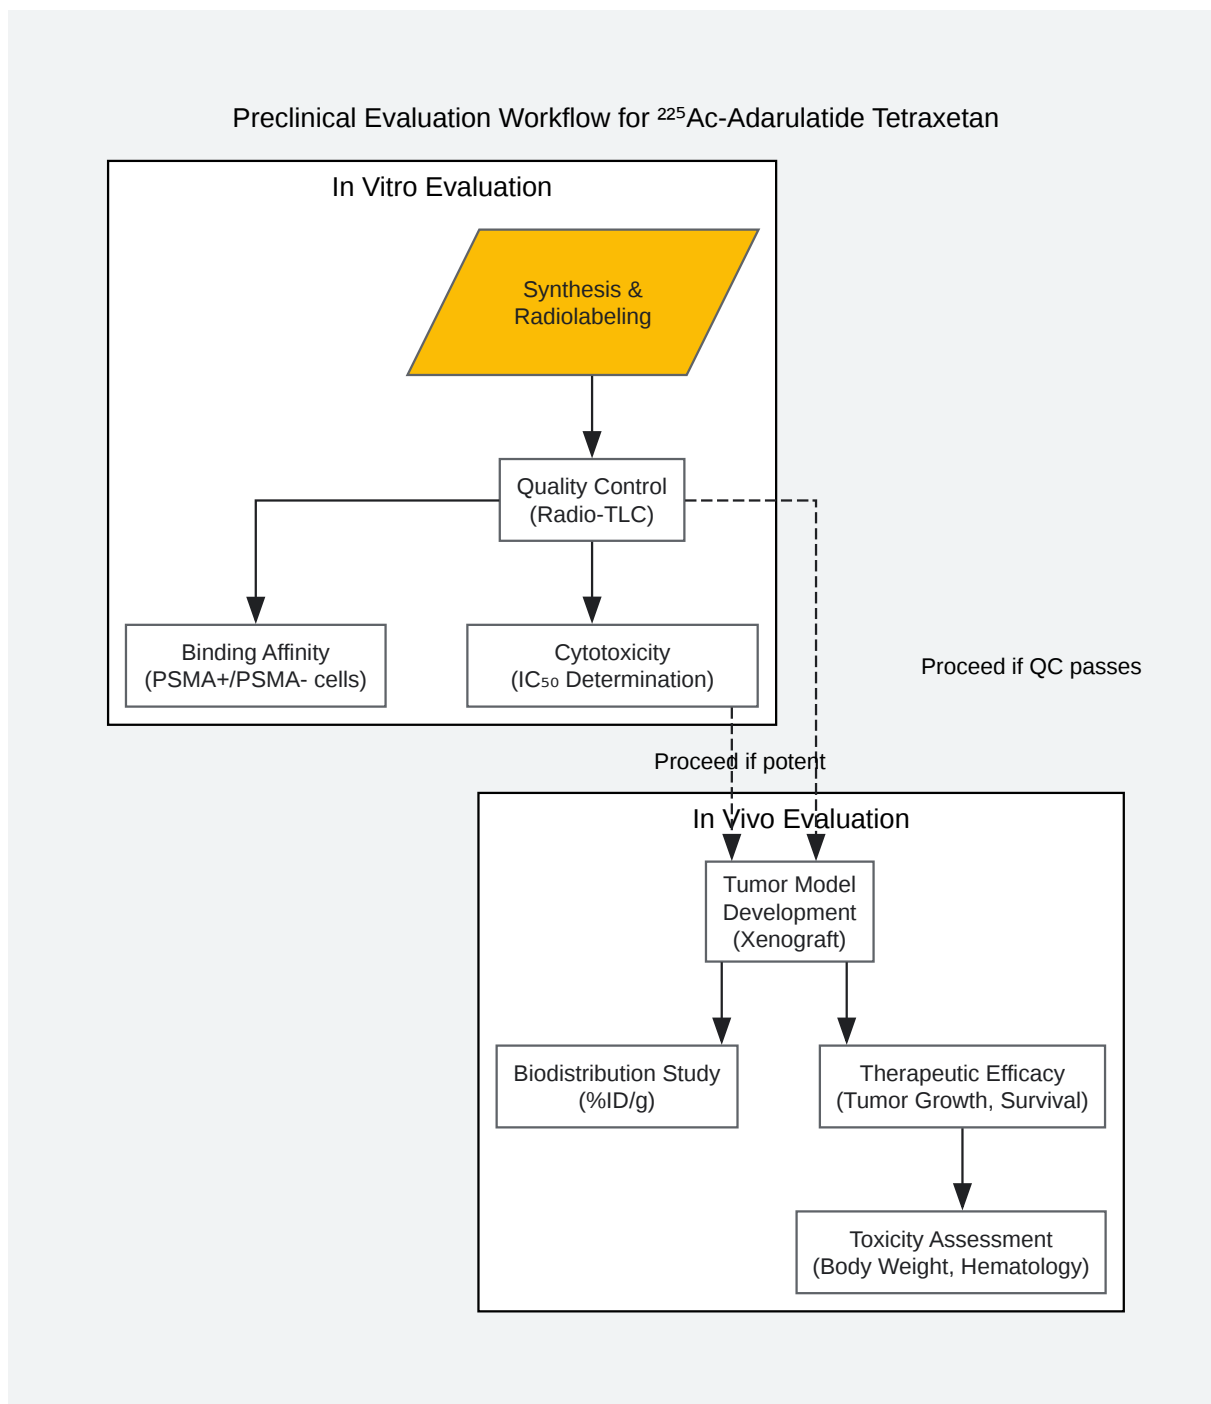 Preclinical Evaluation Workflow for ²²⁵Ac-Adarulatide Tetraxetan
In Vitro Evaluation
Synthesis &
Radiolabeling
Quality Control
(Radio-TLC)
Binding Affinity
(PSMA+/PSMA- cells)
Cytotoxicity
(IC₅₀ Determination)
Proceed if QC passes
Proceed if potent
In Vivo Evaluation
Tumor Model
Development
(Xenograft)
Biodistribution Study
(%ID/g)
Therapeutic Efficacy
(Tumor Growth, Survival)
Toxicity Assessment
(Body Weight, Hematology)